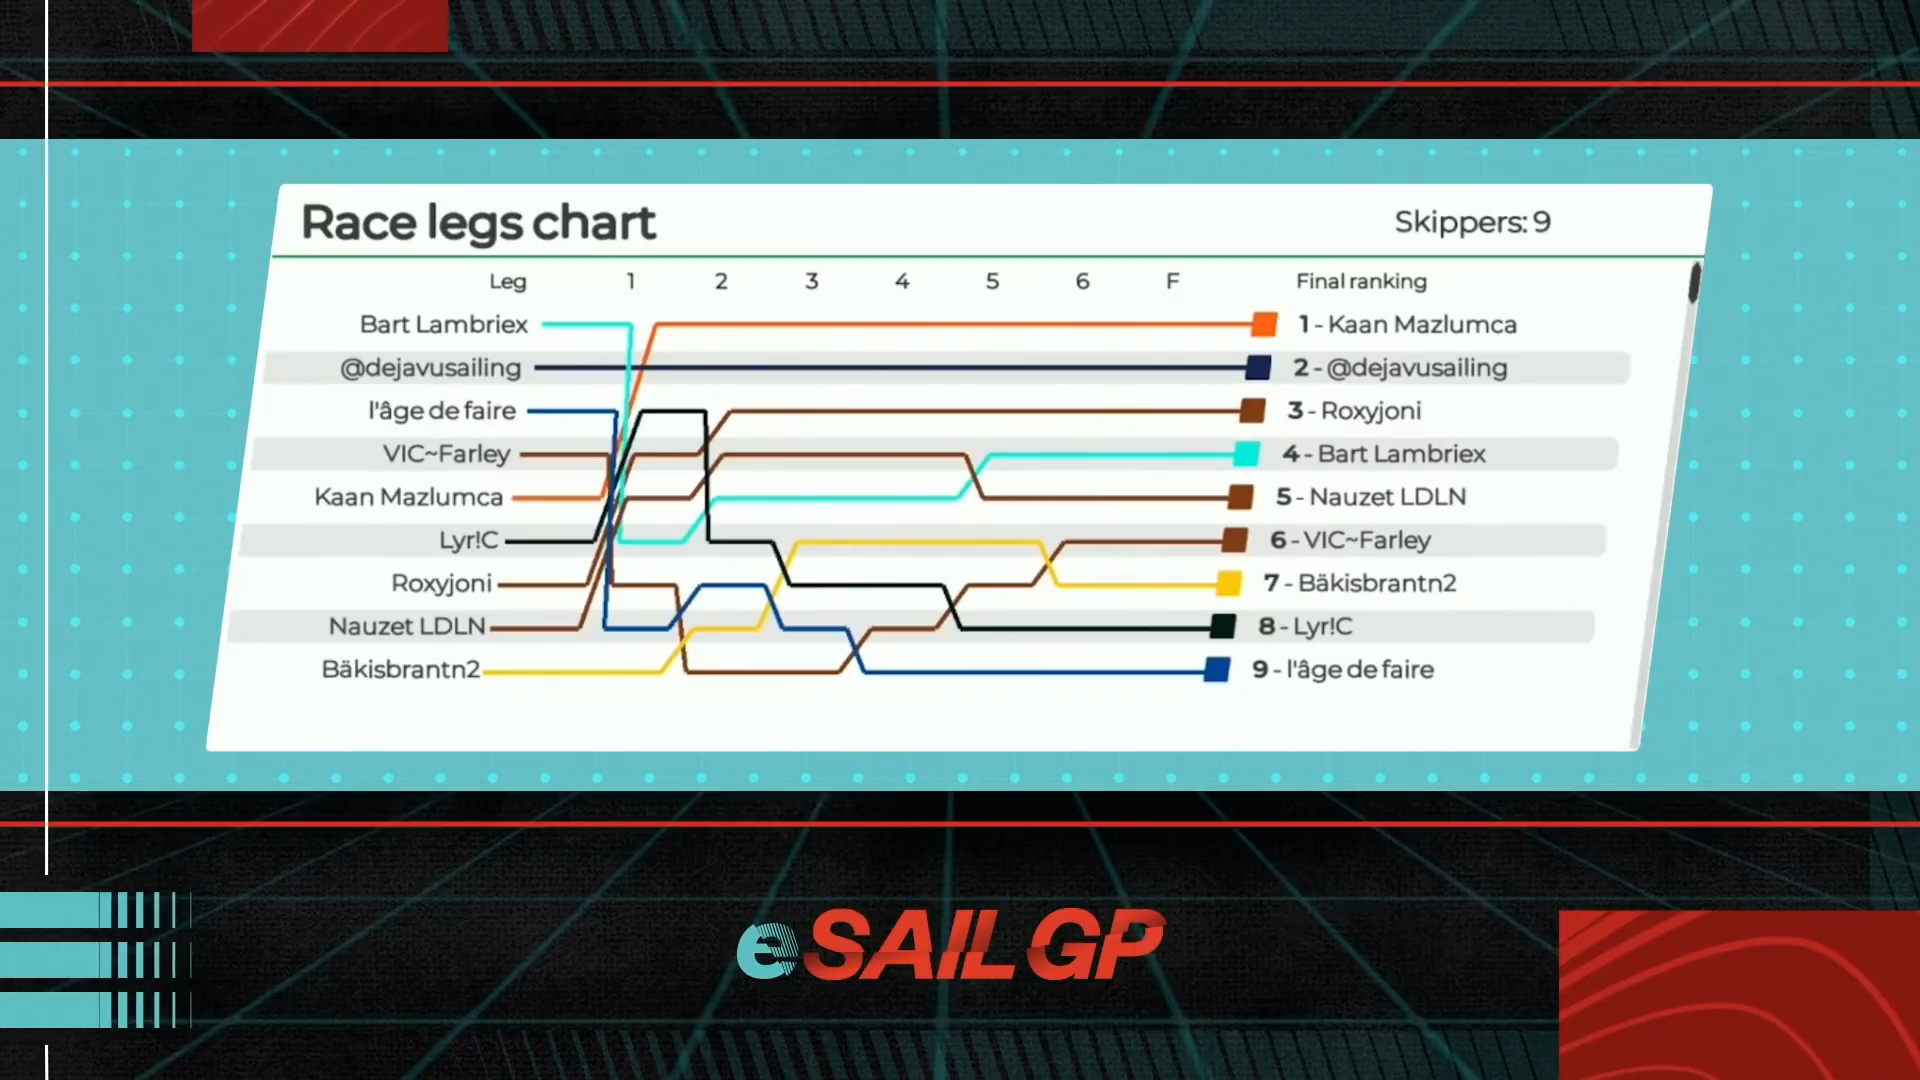 Race legs chart
Skippers: 9
Leg 1 2 3 4 5 6 F Final ranking
Bart Lambriex 1 - Kaan Mazlumca
@dejavusailing 2 - @dejavusailing
l'âge de faire 3 - Roxyjoni
VIC~Farley 4 - Bart Lambriex
Kaan Mazlumca 5 - Nauzet LDLN
Lyr!C 6 - VIC~Farley
Roxyjoni 7 - Bäkisbrantn2
Nauzet LDLN 8 - Lyr!C
Bäkisbrantn2 9 - l'âge de faire
eSAILGP